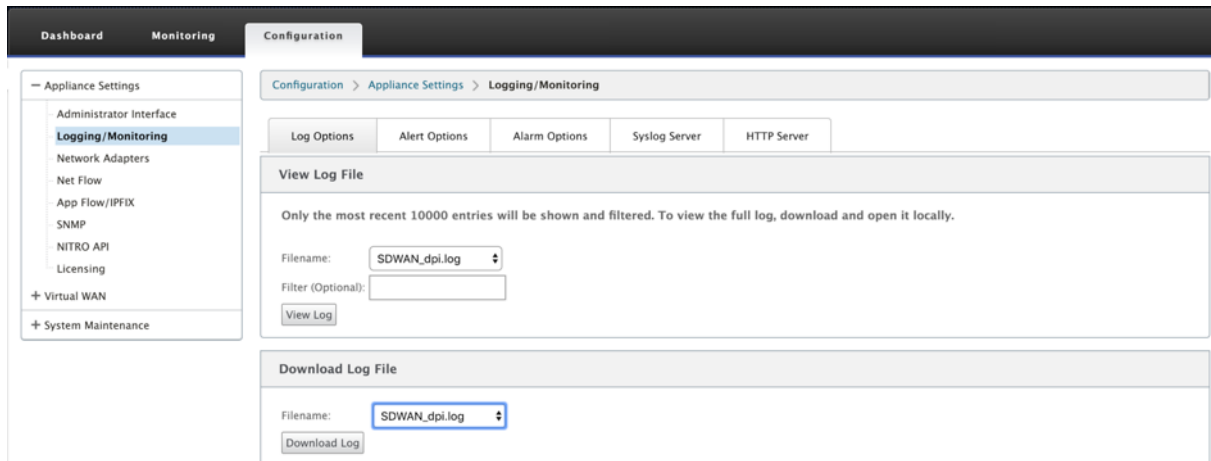 Dashboard Monitoring Configuration
— Appliance Settings
Administrator Interface
Logging/Monitoring
Network Adapters
Net Flow
App Flow/IPFIX
SNMP
NITRO API
Licensing
+ Virtual WAN
+ System Maintenance
Configuration > Appliance Settings > Logging/Monitoring
Log Options Alert Options Alarm Options Syslog Server HTTP Server
View Log File
Only the most recent 10000 entries will be shown and filtered. To view the full log, download and open it locally.
Filename: SDWAN_dpi.log
Filter (Optional):
View Log
Download Log File
Filename: SDWAN_dpi.log
Download Log